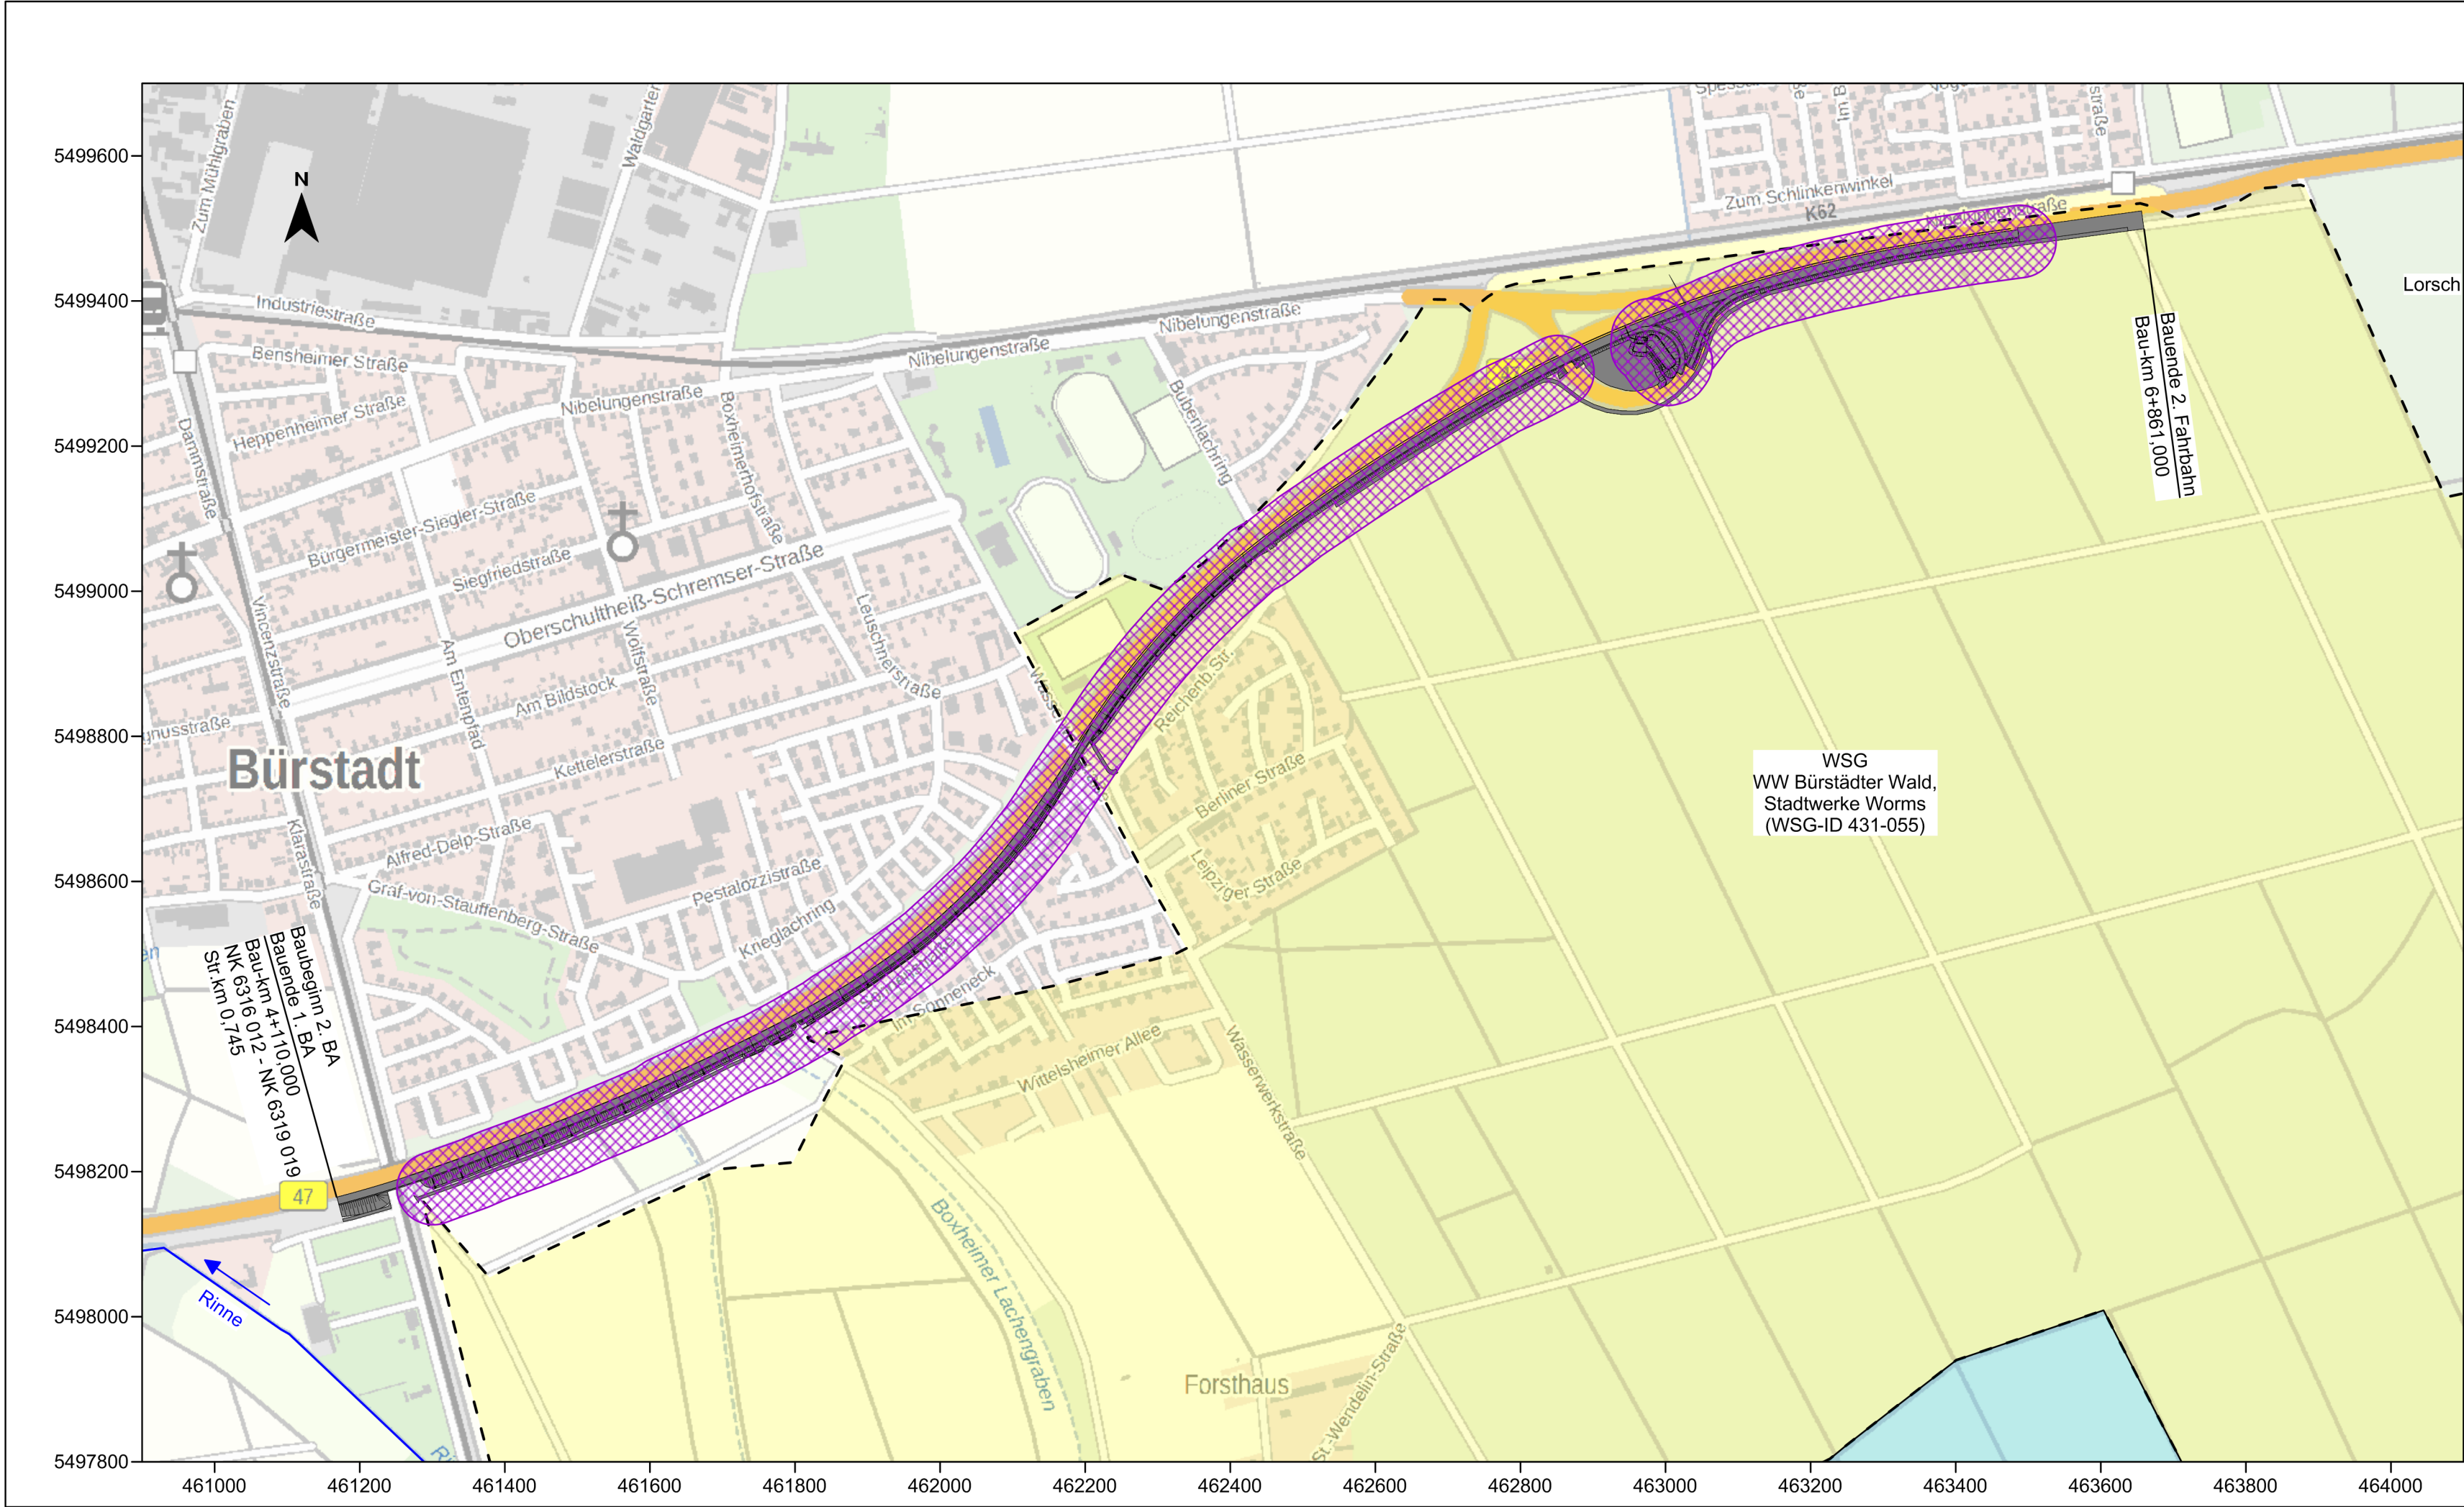 N
5499600
5499400
5499200
5499000
5498800
5498600
5498400
5498200
5498000
5497800
461000
461200
461400
461600
461800
462000
462200
462400
462600
462800
463000
463200
463400
463600
463800
464000
Zum Mühlgraben
Waldgarten
Industriestraße
Bensheimer Straße
Heppenheimer Straße
Nibelungenstraße
Nibelungenstraße
Nibelungenstraße
Boxheimerhofstraße
Bubenlachring
Zum Schlinkenwinkel
K62
straße
Lorsch
Bürgermeister-Siegler-Straße
Siegfriedstraße
Oberschultheiß-Schremser-Straße
Vincenzstraße
Am Entenpfad
Wolfstraße
Leuschnerstraße
Am Bildstock
Kettelerstraße
Bürstadt
Klarastraße
Alfred-Delp-Straße
Graf-von-Stauffenberg-Straße
Pestalozzistraße
Kneglachring
Im Sonneneck
Reichenb.Str.
Berliner Straße
Leipziger Straße
Wittelsheimer Allee
Wasserwerkstraße
St.-Wendelin-Straße
Boxheimer Lachengraben
Forsthaus
WSG
WW Bürstädter Wald,
Stadtwerke Worms
(WSG-ID 431-055)
Bauende 2. Fahrbahn
Bau-km 6+861,000
Baubeginn 2. BA
Bauende 1. BA
Bau-km 4+110,000
NK 6316 012 - NK 6319 019
Str.km 0,745
47
Rinne